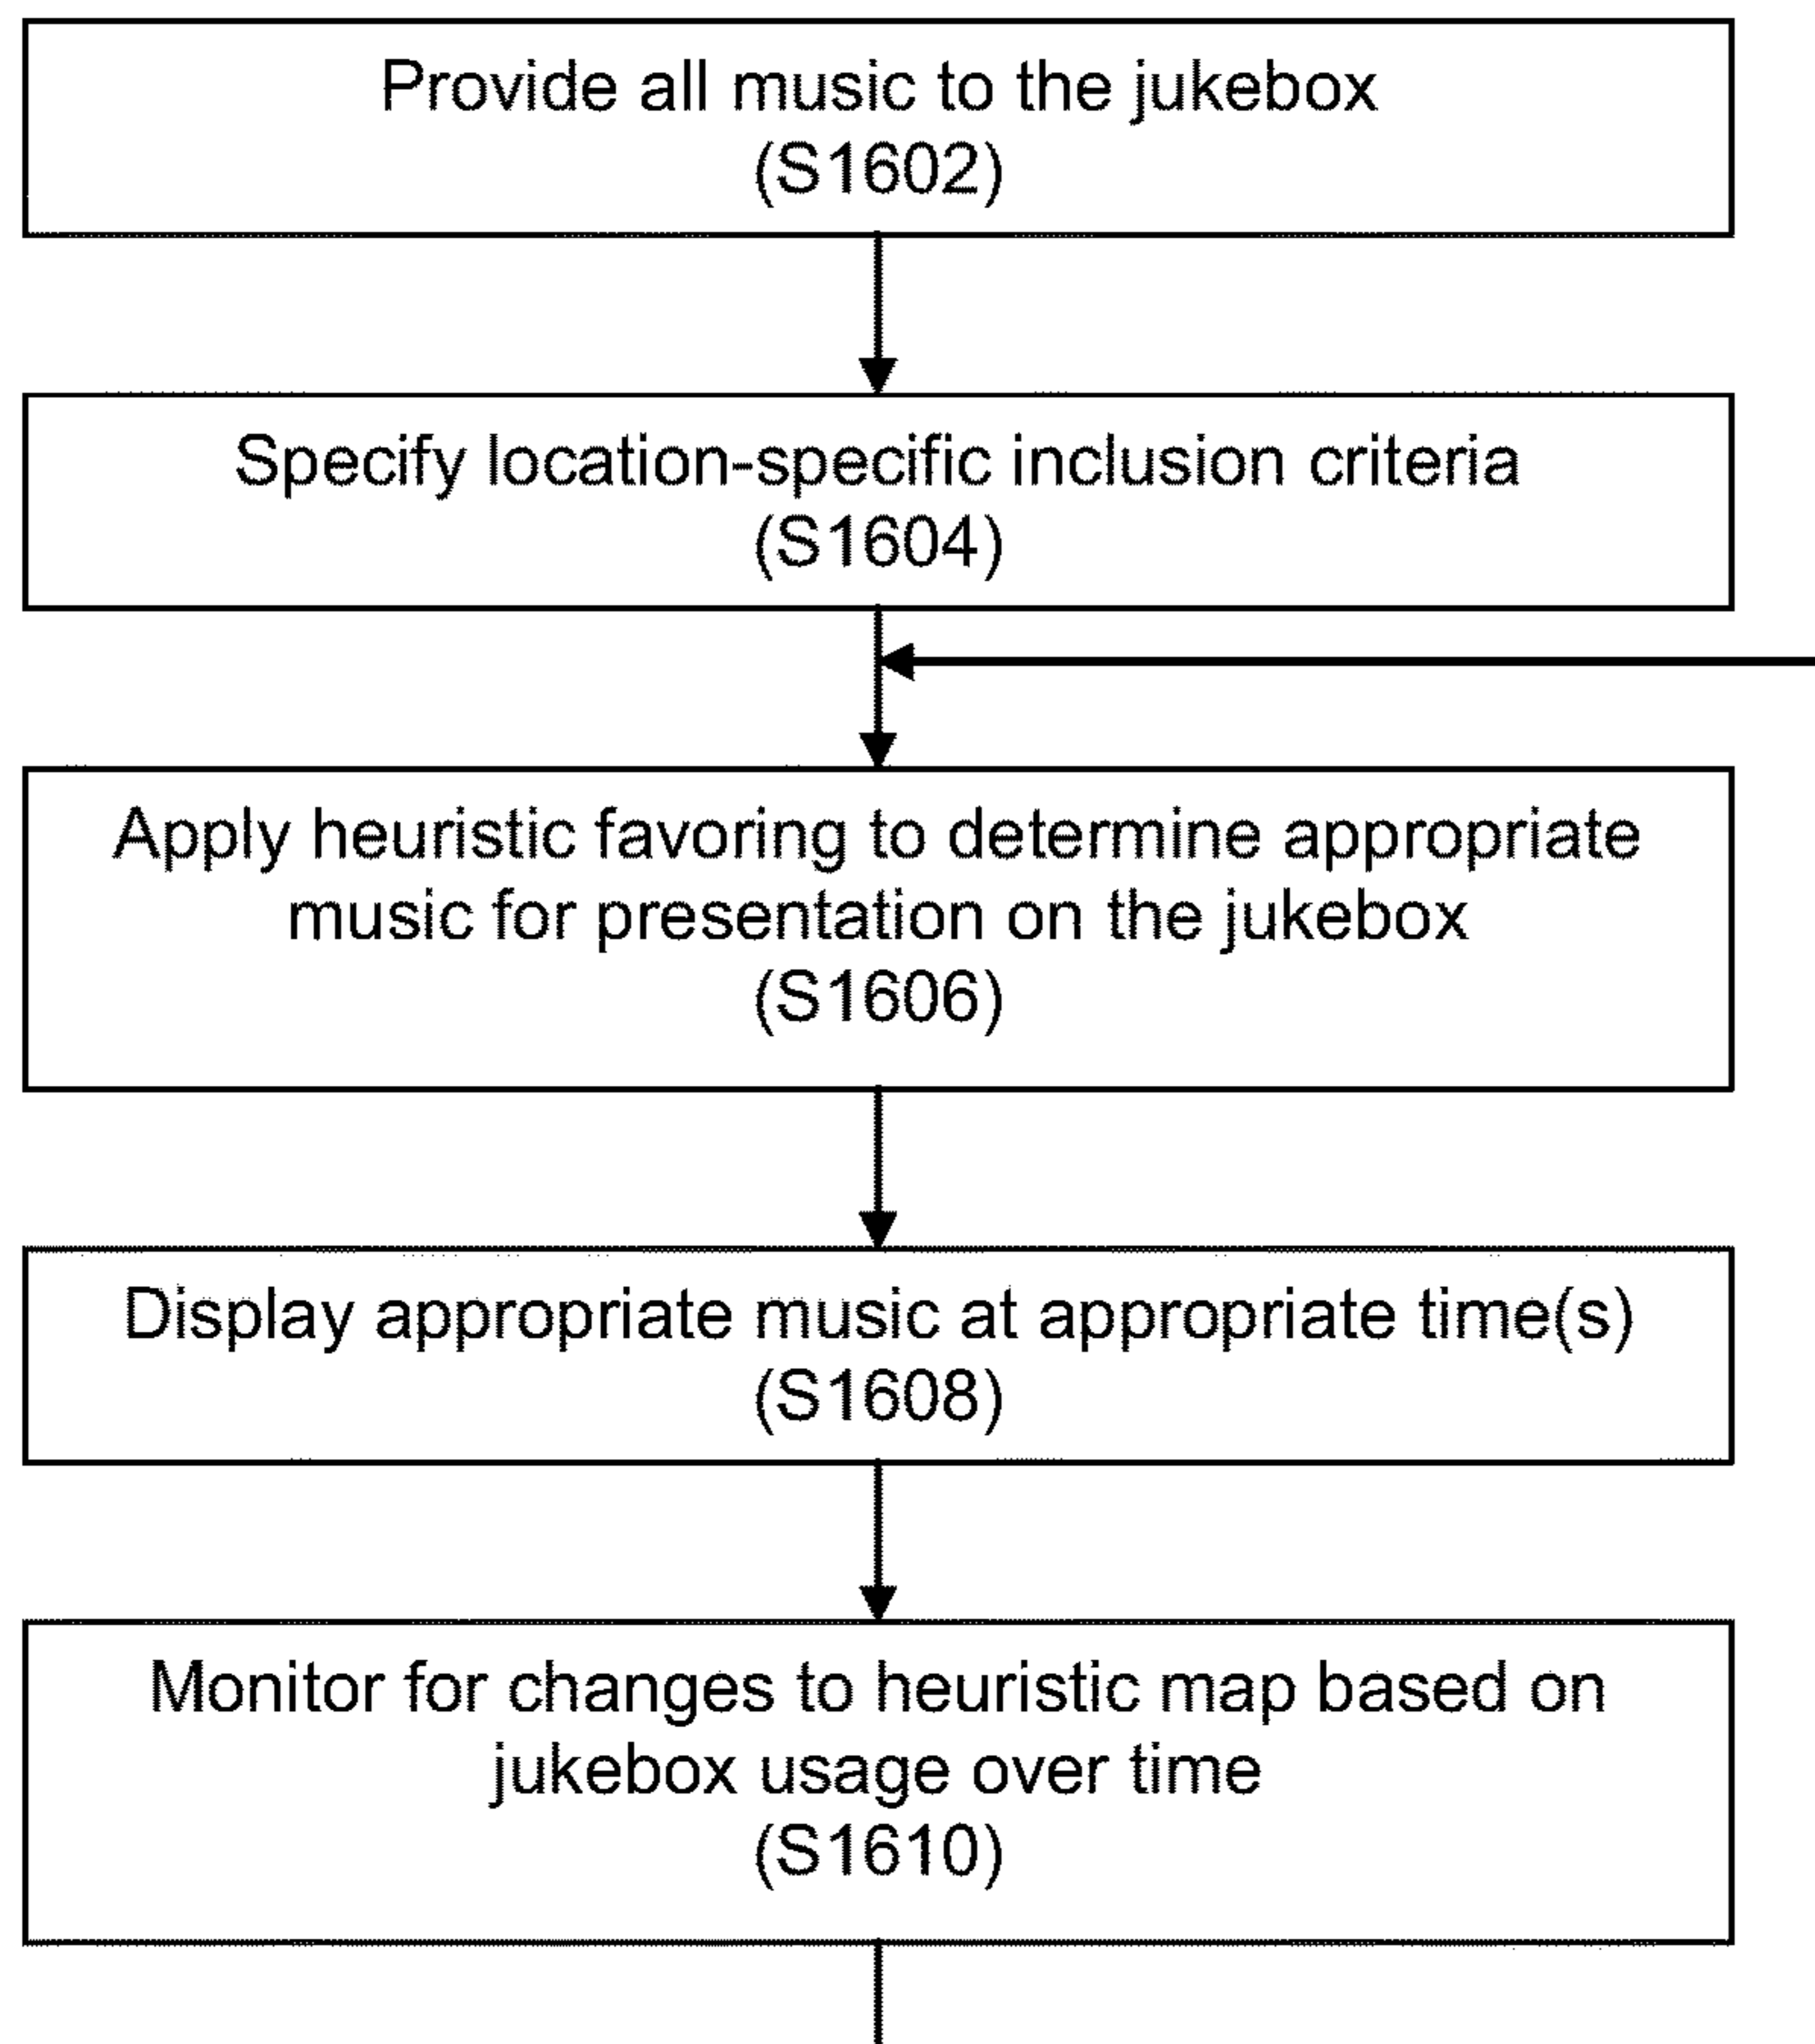 Provide all music to the jukebox
(S1602)
Specify location-specific inclusion criteria
(S1604)
Apply heuristic favoring to determine appropriate
music for presentation on the jukebox
(S1606)
Display appropriate music at appropriate time(s)
(S1608)
Monitor for changes to heuristic map based on
jukebox usage over time
(S1610)